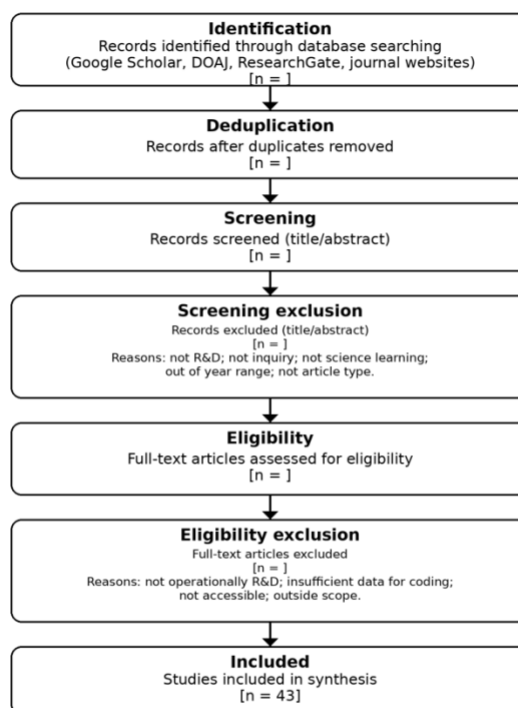 Identification
Records identified through database searching
(Google Scholar, DOAJ, ResearchGate, journal websites)
[n = ]
Deduplication
Records after duplicates removed
[n = ]
Screening
Records screened (title/abstract)
[n = ]
Screening exclusion
Records excluded (title/abstract)
[n = ]
Reasons: not R&D; not inquiry; not science learning;
out of year range; not article type.
Eligibility
Full-text articles assessed for eligibility
[n = ]
Eligibility exclusion
Full-text articles excluded
[n = ]
Reasons: not operationally R&D; insufficient data for coding;
not accessible; outside scope.
Included
Studies included in synthesis
[n = 43]